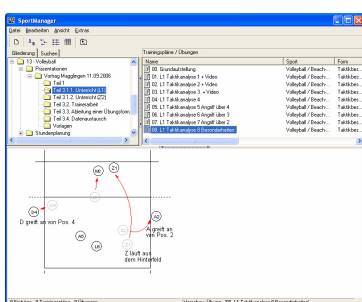 SportManager
Datei Bearbeiten Ansicht Extras
Gliederung Suchen
Trainingspläne / Übungen
13 - Volleyball
Präsentationen
Vortrag Magglingen 11.09.2006
Teil 1
Teil 3.1.1. Unterricht (L1)
Teil 3.1.2. Unterricht (Z2)
Teil 3.2. Trainerarbeit
Teil 3.3. Ableitung einer Übungsform
Teil 3.4. Datenaustausch
Vorlagen
Stundenplanung
Name Sport Form
00. Grundaufstellung Volleyball / Beach-... Taktikbes...
01. L1 Taktikanalyse 1 + Video Volleyball / Beach-... Taktikbes...
02. L1 Taktikanalyse 2 + Video Volleyball / Beach-... Taktikbes...
03. L1 Taktikanalyse 3 + Video Volleyball / Beach-... Taktikbes...
04. L1 Taktikanalyse 4 Volleyball / Beach-... Taktikbes...
05. L1 Taktikanalyse 5 Angriff über 4 Volleyball / Beach-... Taktikbes...
06. L1 Taktikanalyse 6 Angriff über 3 Volleyball / Beach-... Taktikbes...
07. L1 Taktikanalyse 7 Angriff über 2 Volleyball / Beach-... Taktikbes...
08. L1 Taktikanalyse 8 Besonderheiten Volleyball / Beach-... Taktikbes...
Z1
D4
A2
D greift an von Pos. 4
A greift an
von Pos. 2
Z läuft aus
dem Hinterfeld